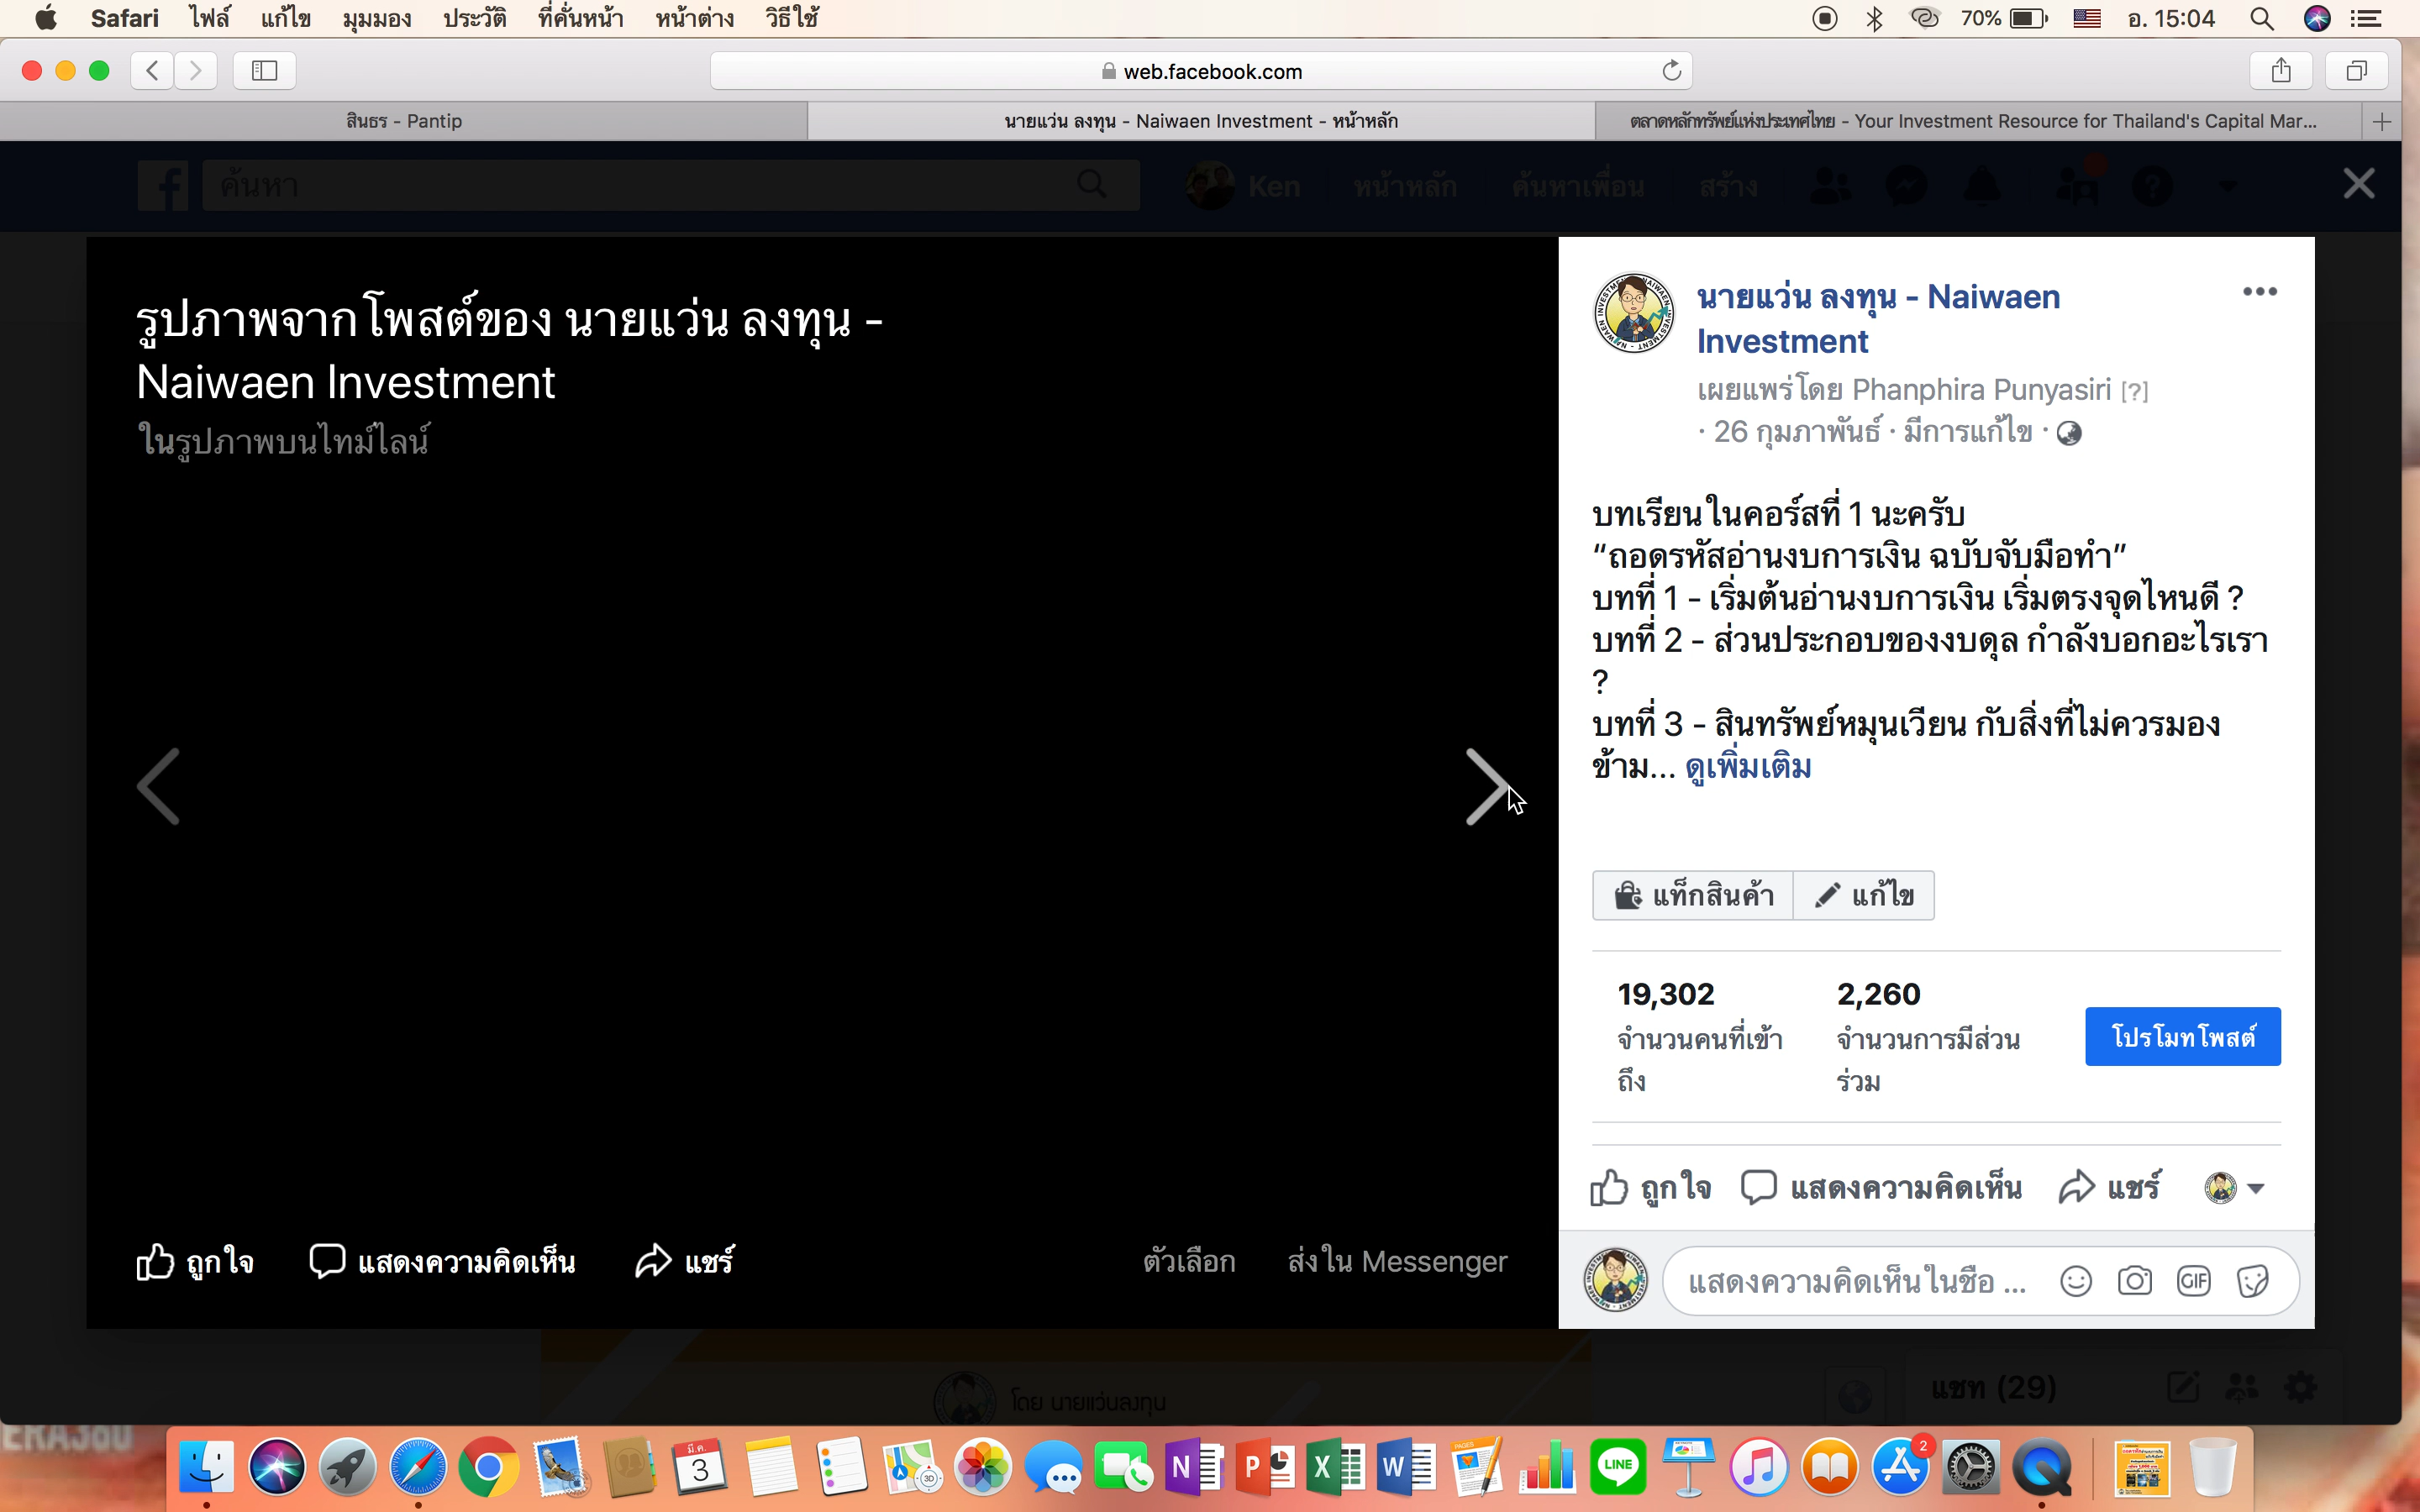 Safari ไฟล์ แก้ไข มุมมอง ประวัติ ที่คั่นหน้า หน้าต่าง วิธีใช้ 70% อ. 15:04
web.facebook.com
สินธร - Pantip
นายแว่น ลงทุน - Naiwaen Investment - หน้าหลัก
ตลาดหลักทรัพย์แห่งประเทศไทย - Your Investment Resource for Thailand's Capital Mar...
ค้นหา
Ken หน้าหลัก ค้นหาเพื่อน สร้าง
รูปภาพจากโพสต์ของ นายแว่น ลงทุน -
Naiwaen Investment
ในรูปภาพบนไทม์ไลน์
ถูกใจ แสดงความคิดเห็น แชร์ ตัวเลือก ส่งใน Messenger
นายแว่น ลงทุน - Naiwaen
Investment
เผยแพร่โดย Phanphira Punyasiri [?]
· 26 กุมภาพันธ์ · มีการแก้ไข ·
บทเรียนในคอร์สที่ 1 นะครับ
“ถอดรหัสอ่านงบการเงิน ฉบับจับมือทำ”
บทที่ 1 - เริ่มต้นอ่านงบการเงิน เริ่มตรงจุดไหนดี ?
บทที่ 2 - ส่วนประกอบของงบดุล กำลังบอกอะไรเรา
?
บทที่ 3 - สินทรัพย์หมุนเวียน กับสิ่งที่ไม่ควรมอง
ข้าม... ดูเพิ่มเติม
แท็กสินค้า แก้ไข
19,302 2,260
จำนวนคนที่เข้า จำนวนการมีส่วน
ถึง ร่วม
โปรโมทโพสต์
ถูกใจ แสดงความคิดเห็น แชร์
แสดงความคิดเห็นในชื่อ ...
GIF
โดย นายแว่นลงทุน
แชท (29)
ERA380
มี.ค.
3
3D
N P X W
PAGES
LINE
2